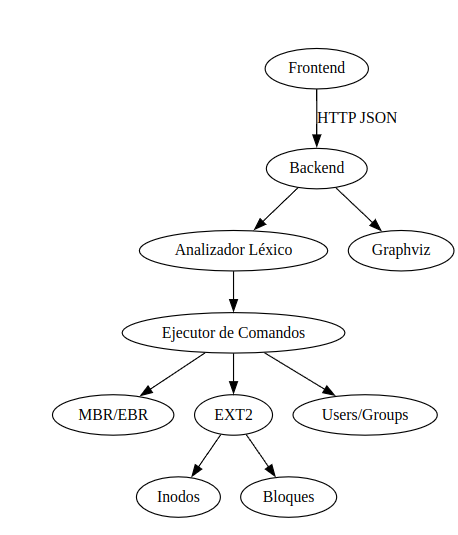 Frontend
HTTP JSON
Backend
Analizador Léxico
Graphviz
Ejecutor de Comandos
MBR/EBR
EXT2
Users/Groups
Inodos
Bloques